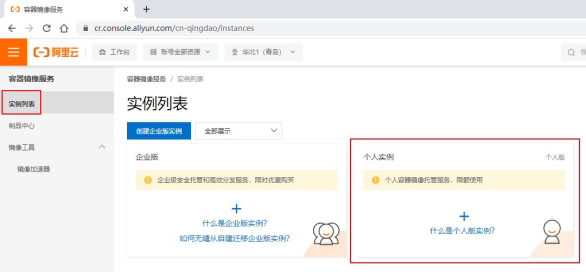 容器镜像服务
cr.console.aliyun.com/cn-qingdao/instances
阿里云
工作台
账号全部资源
华北1（青岛）
容器镜像服务
容器镜像服务 / 实例列表
实例列表
实例列表
制品中心
镜像工具
镜像加速器
创建企业版实例
全部展示
企业版
企业级安全托管和高效分发服务，限时优惠购买
什么是企业版实例?
如何无缝从自建迁移企业版实例?
个人实例
个人版
个人容器镜像托管服务，限额使用
什么是个人版实例?